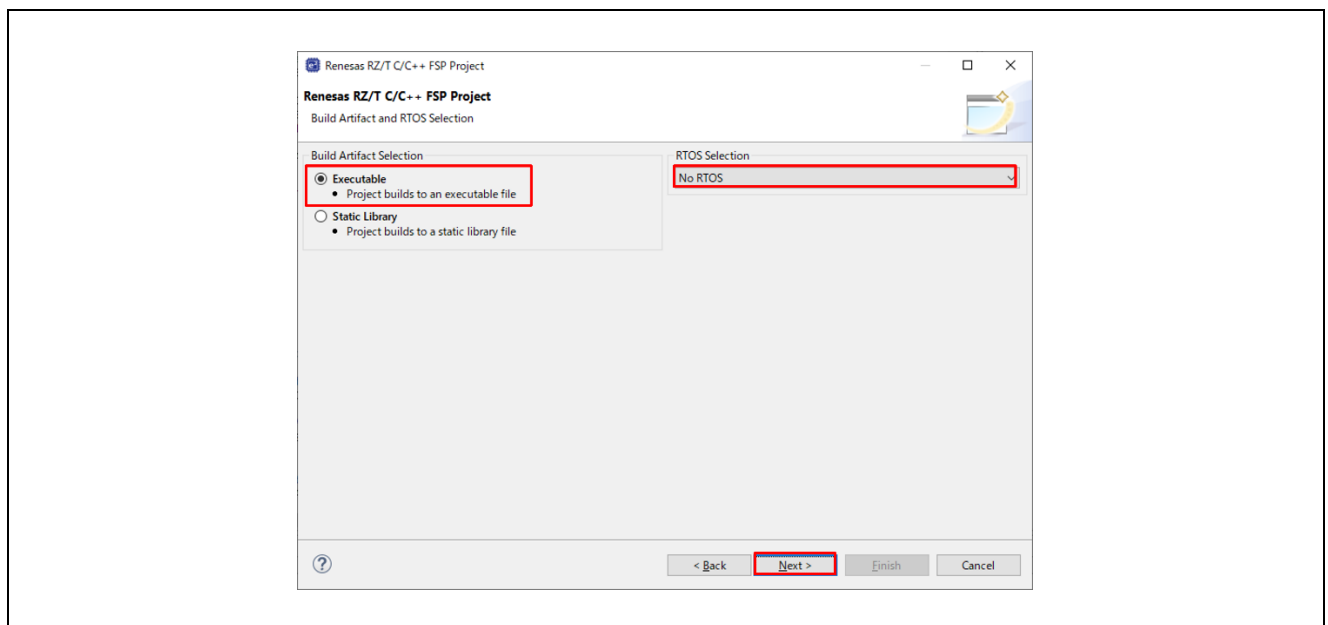 Renesas RZ/T C/C++ FSP Project
Renesas RZ/T C/C++ FSP Project
Build Artifact and RTOS Selection
Build Artifact Selection
Executable
• Project builds to an executable file
Static Library
• Project builds to a static library file
RTOS Selection
No RTOS
?
< Back
Next >
Finish
Cancel